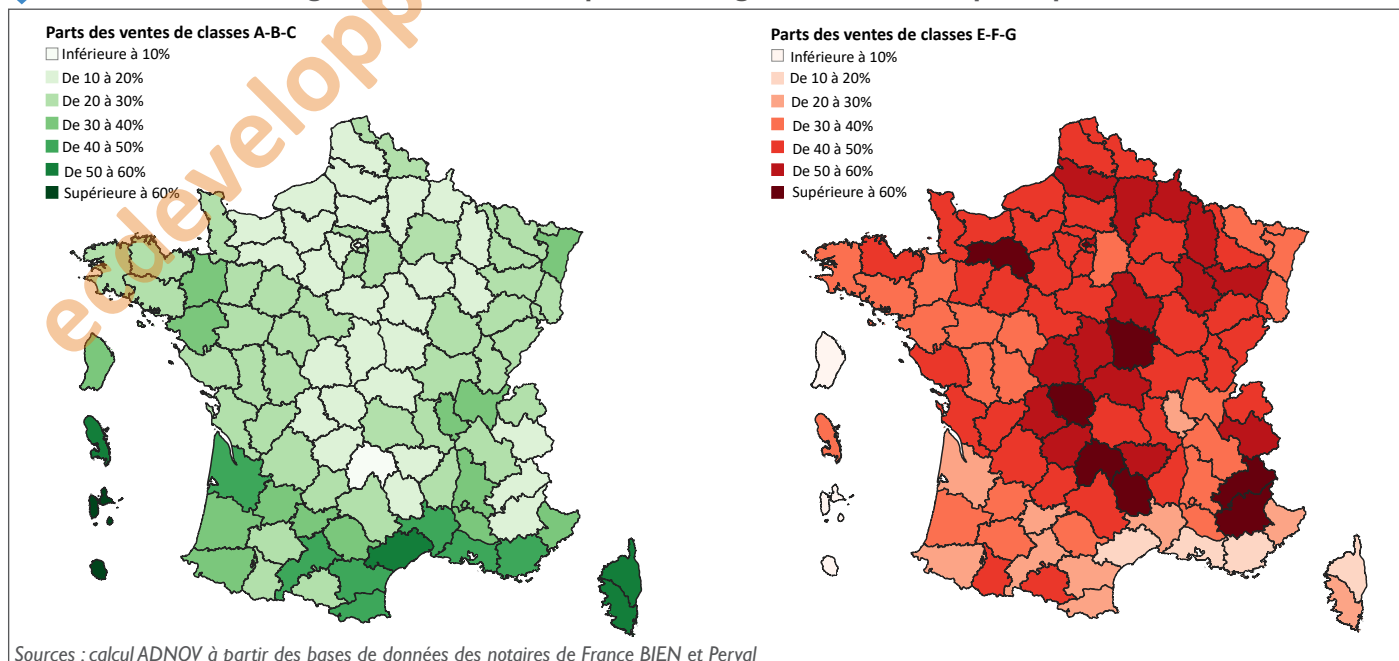 Parts des ventes de classes A-B-C
Inférieure à 10%
De 10 à 20%
De 20 à 30%
De 30 à 40%
De 40 à 50%
De 50 à 60%
Supérieure à 60%
Parts des ventes de classes E-F-G
Inférieure à 10%
De 10 à 20%
De 20 à 30%
De 30 à 40%
De 40 à 50%
De 50 à 60%
Supérieure à 60%
edevelopp
Sources : calcul ADNOV à partir des bases de données des notaires de France BIEN et Perval